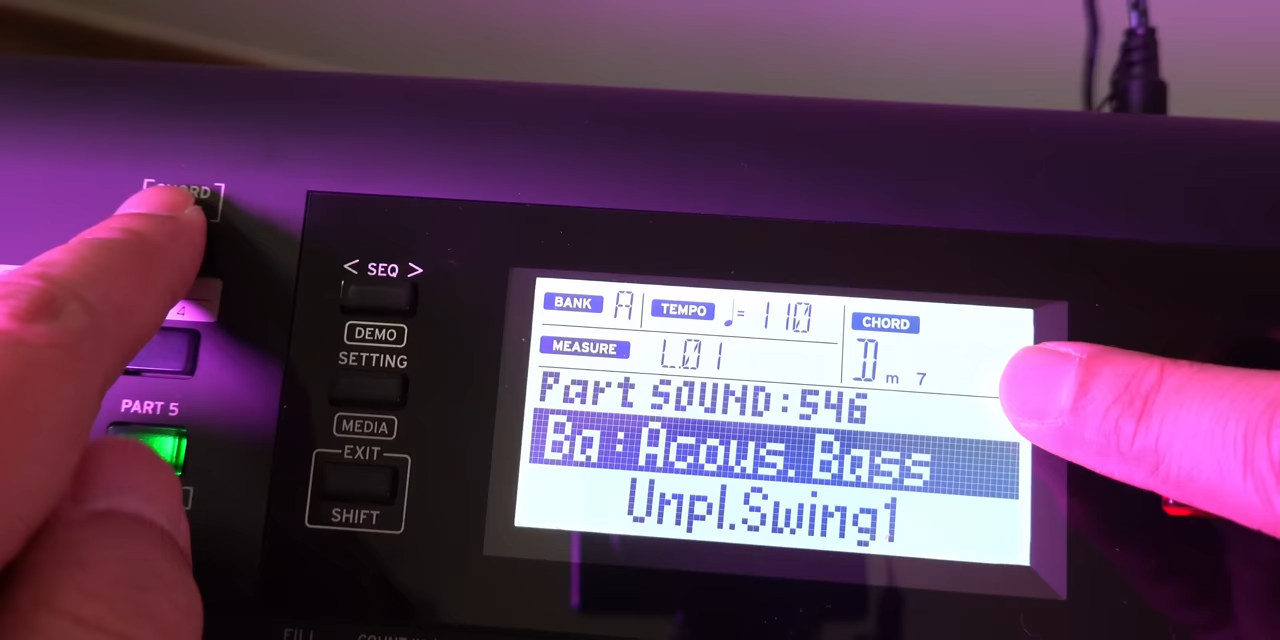 CHORD
< SEQ >
DEMO
SETTING
MEDIA
EXIT
SHIFT
4
PART 5
BANK A TEMPO ♩= 110
CHORD
MEASURE L.01
D m 7
Part SOUND:546
Ba:Acous. Bass
Unpl.Swing1